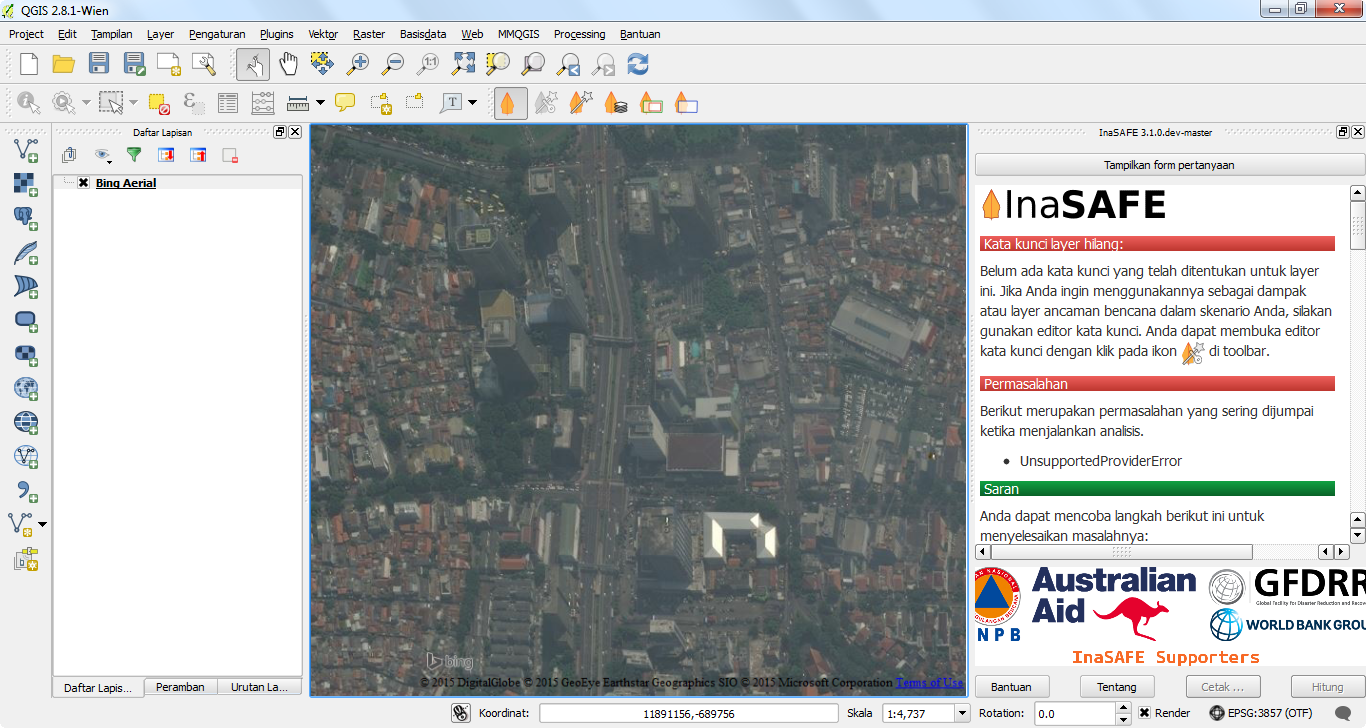 QGIS 2.8.1-Wien
Project Edit Tampilan Layer Pengaturan Plugins Vektor Raster Basisdata Web MMQGIS Processing Bantuan
Daftar Lapisan
Bing Aerial
Daftar Lapis... Peramban Urutan La...
bing
© 2015 DigitalGlobe © 2015 GeoEye Earthstar Geographics SIO © 2015 Microsoft Corporation Terms of Use
InaSAFE 3.1.0.dev-master
Tampilkan form pertanyaan
InaSAFE
Kata kunci layer hilang:
Belum ada kata kunci yang telah ditentukan untuk layer
ini. Jika Anda ingin menggunakannya sebagai dampak
atau layer ancaman bencana dalam skenario Anda, silakan
gunakan editor kata kunci. Anda dapat membuka editor
kata kunci dengan klik pada ikon di toolbar.
Permasalahan
Berikut merupakan permasalahan yang sering dijumpai
ketika menjalankan analisis.
• UnsupportedProviderError
Saran
Anda dapat mencoba langkah berikut ini untuk
menyelesaikan masalahnya:
NPB
Australian
Aid
GFDRR
Global Facility for Disaster Reduction and Recov
WORLD BANK GROU
InaSAFE Supporters
Bantuan Tentang Cetak ... Hitung
Koordinat: 11891156,-689756 Skala 1:4,737 Rotation: 0.0 Render EPSG:3857 (OTF)